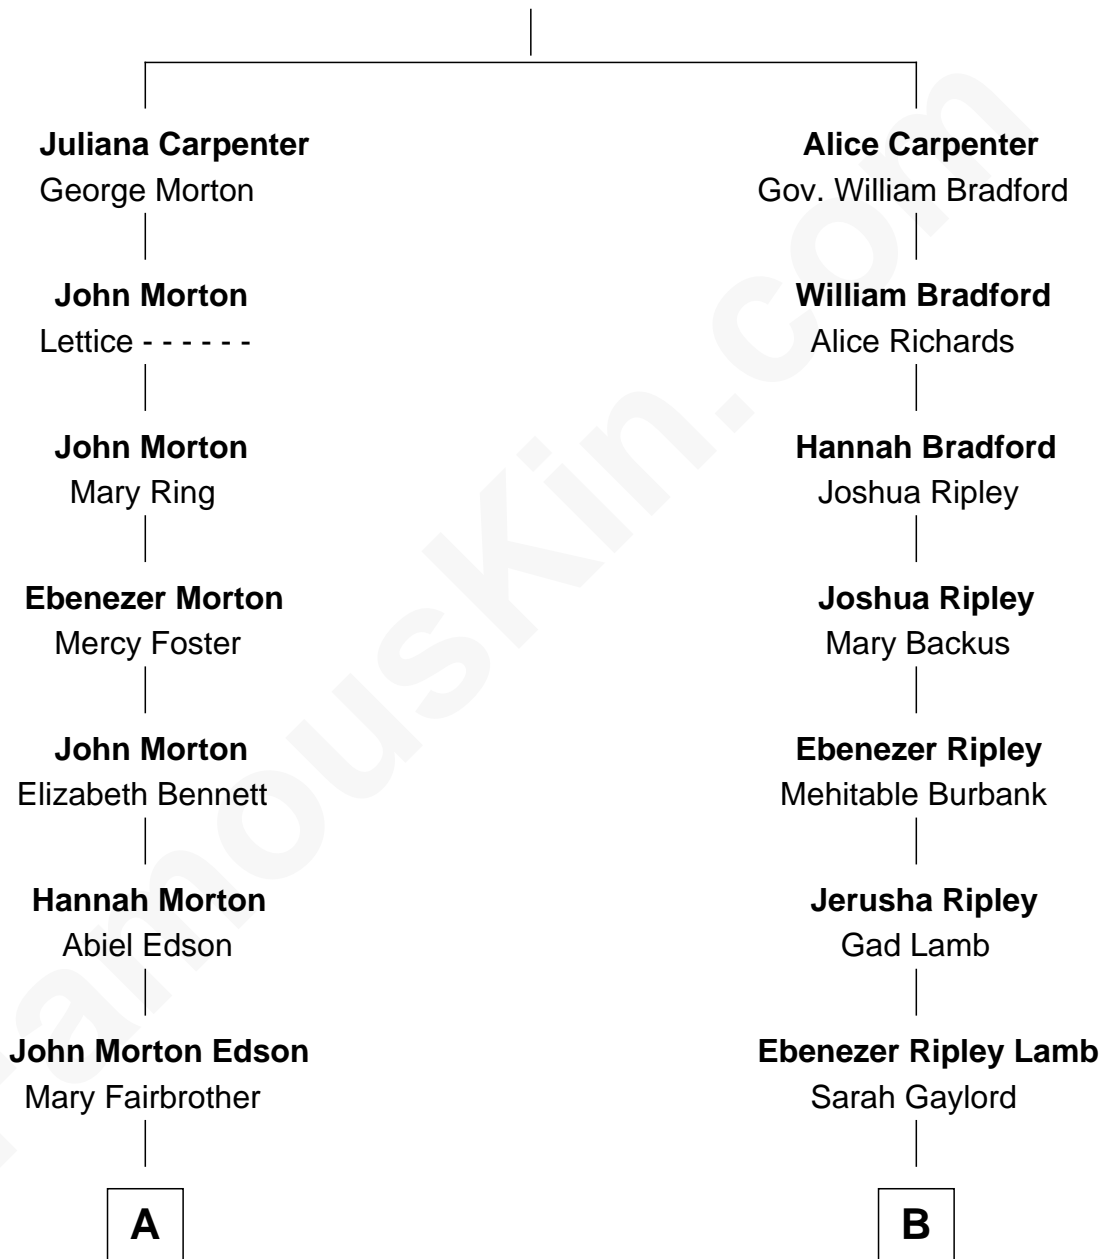 Juliana Carpenter
George Morton
John Morton
Lettice - - - - - -
John Morton
Mary Ring
Ebenezer Morton
Mercy Foster
John Morton
Elizabeth Bennett
Hannah Morton
Abiel Edson
John Morton Edson
Mary Fairbrother
A
Alice Carpenter
Gov. William Bradford
William Bradford
Alice Richards
Hannah Bradford
Joshua Ripley
Joshua Ripley
Mary Backus
Ebenezer Ripley
Mehitable Burbank
Jerusha Ripley
Gad Lamb
Ebenezer Ripley Lamb
Sarah Gaylord
B
FamousKin.com